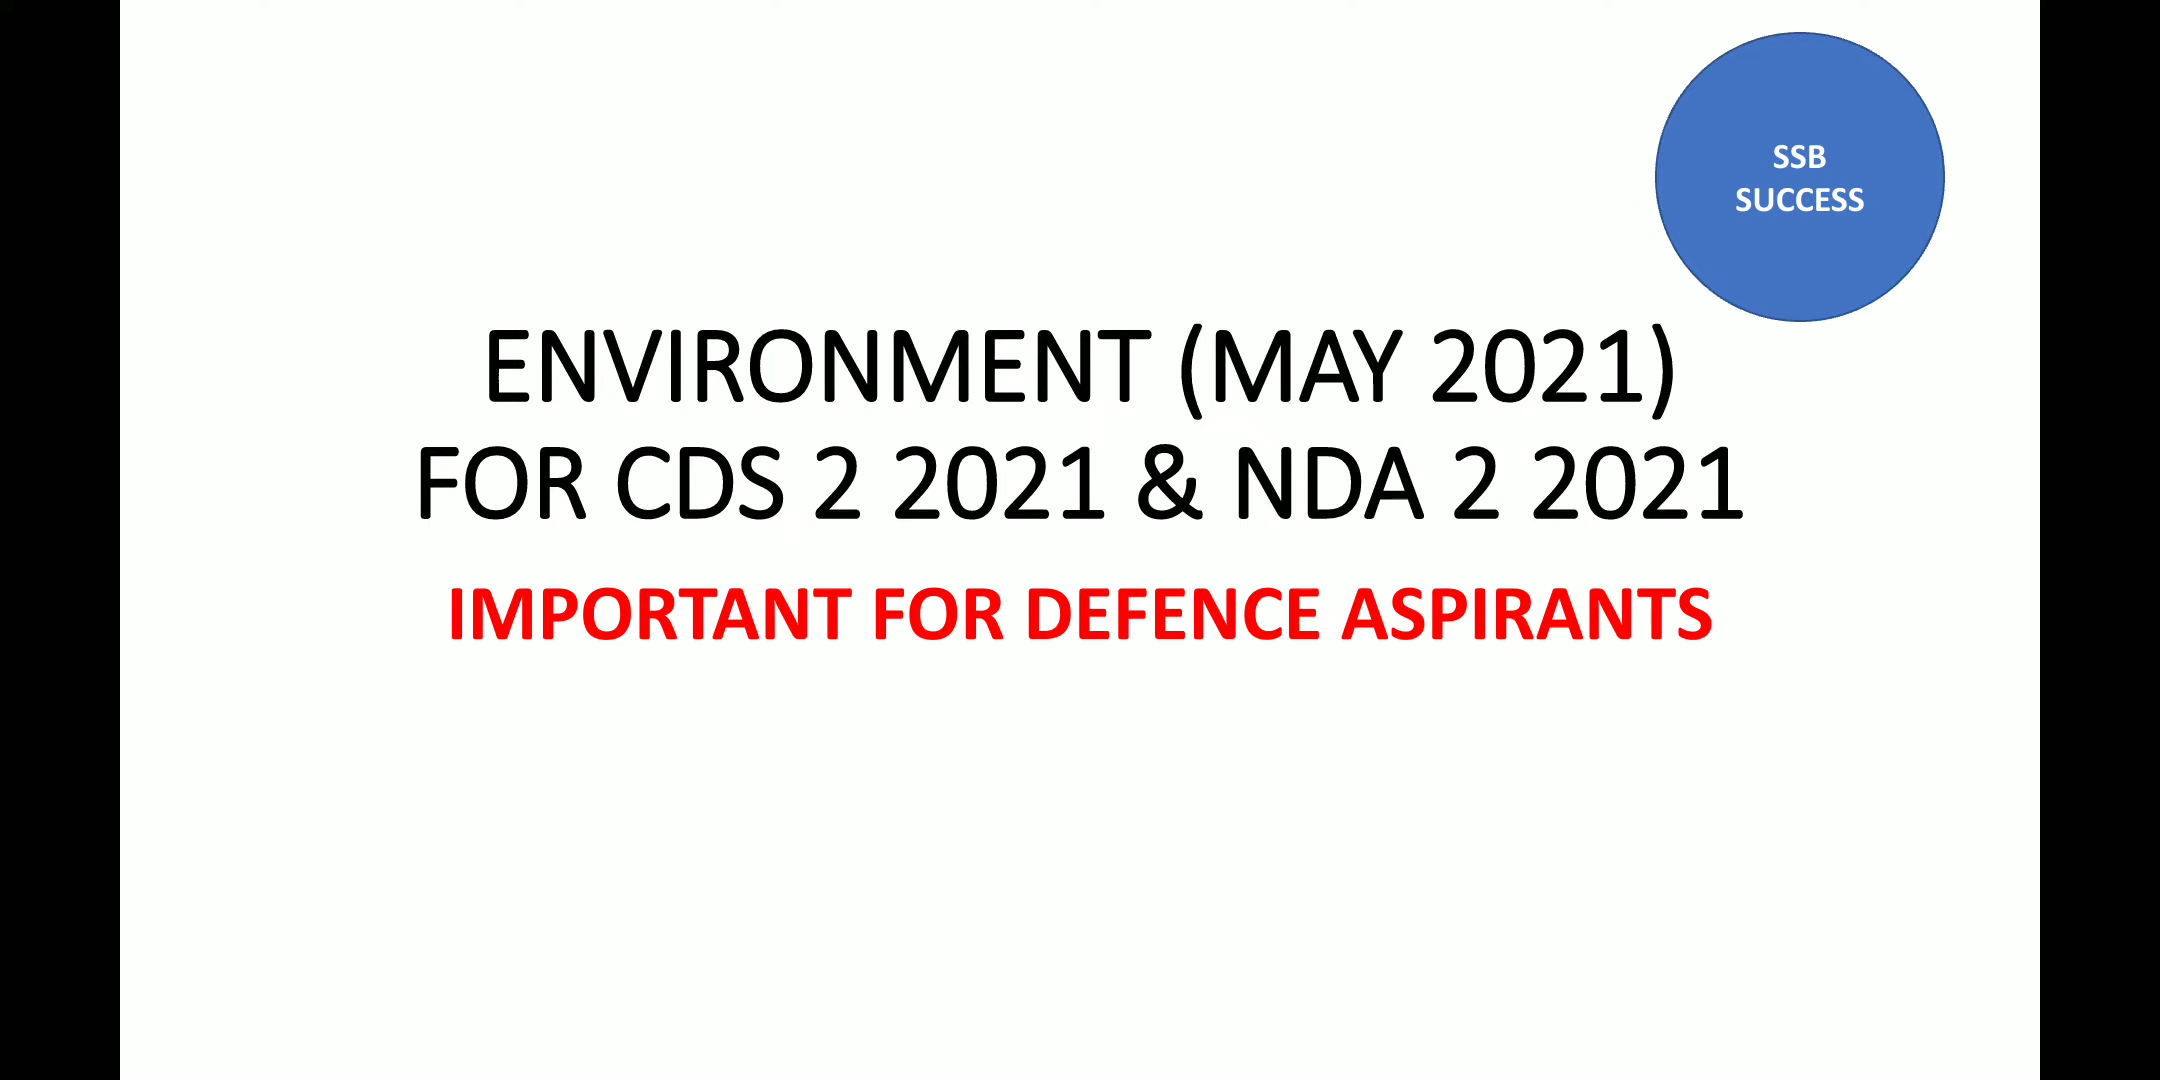 SSB
SUCCESS
ENVIRONMENT (MAY 2021)
FOR CDS 2 2021 & NDA 2 2021
IMPORTANT FOR DEFENCE ASPIRANTS